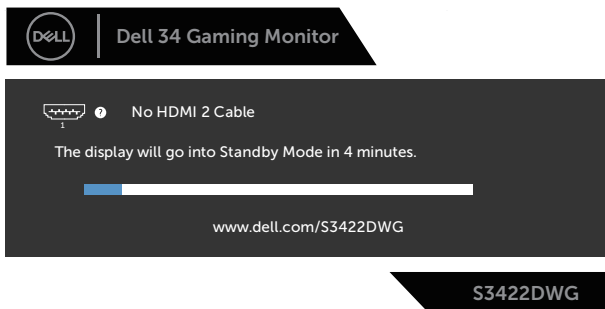 DELL
Dell 34 Gaming Monitor
? No HDMI 2 Cable
1
The display will go into Standby Mode in 4 minutes.
www.dell.com/S3422DWG
S3422DWG